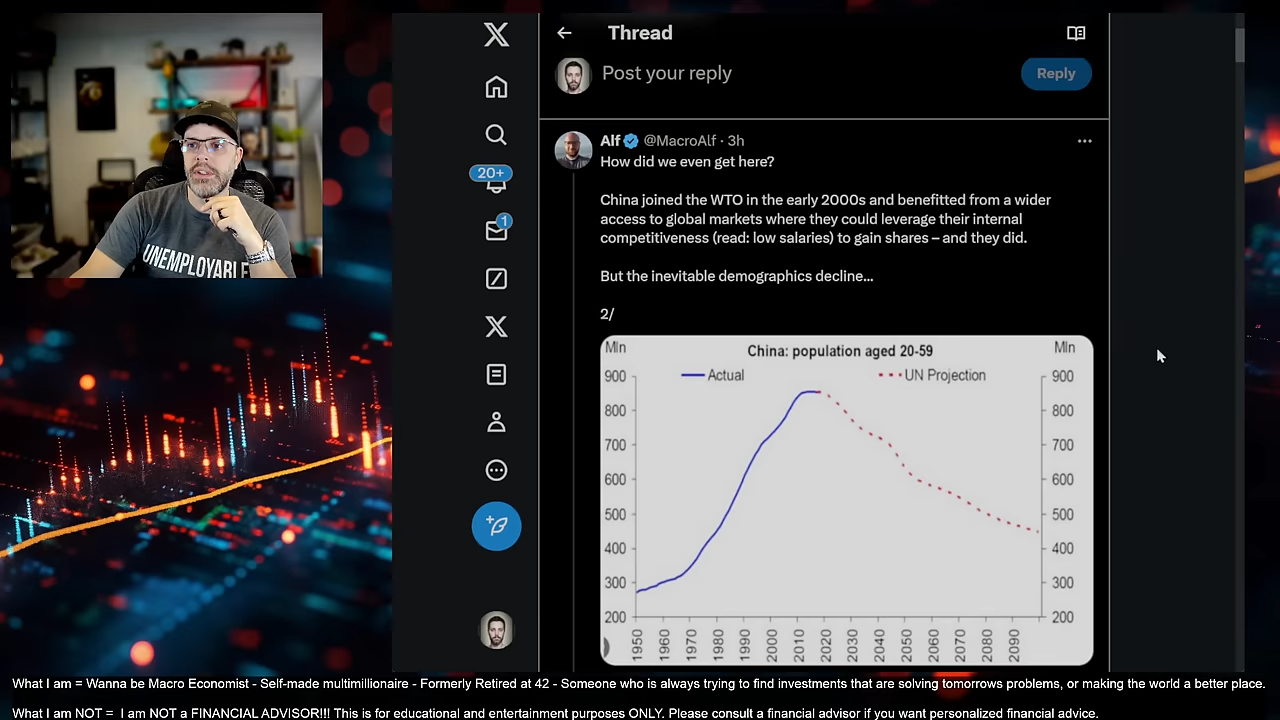 UNEMPLOYABLE
20+
1
Thread
Post your reply
Reply
Alf @MacroAlf · 3h
How did we even get here?
China joined the WTO in the early 2000s and benefitted from a wider
access to global markets where they could leverage their internal
competitiveness (read: low salaries) to gain shares – and they did.
But the inevitable demographics decline...
2/
Mln China: population aged 20-59 Mln
Actual UN Projection
900 900
800 800
700 700
600 600
500 500
400 400
300 300
200 200
1950 1960 1970 1980 1990 2000 2010 2020 2030 2040 2050 2060 2070 2080 2090
What I am = Wanna be Macro Economist - Self-made multimillionaire - Formerly Retired at 42 - Someone who is always trying to find investments that are solving tomorrows problems, or making the world a better place.
What I am NOT = I am NOT a FINANCIAL ADVISOR!!! This is for educational and entertainment purposes ONLY. Please consult a financial advisor if you want personalized financial advice.